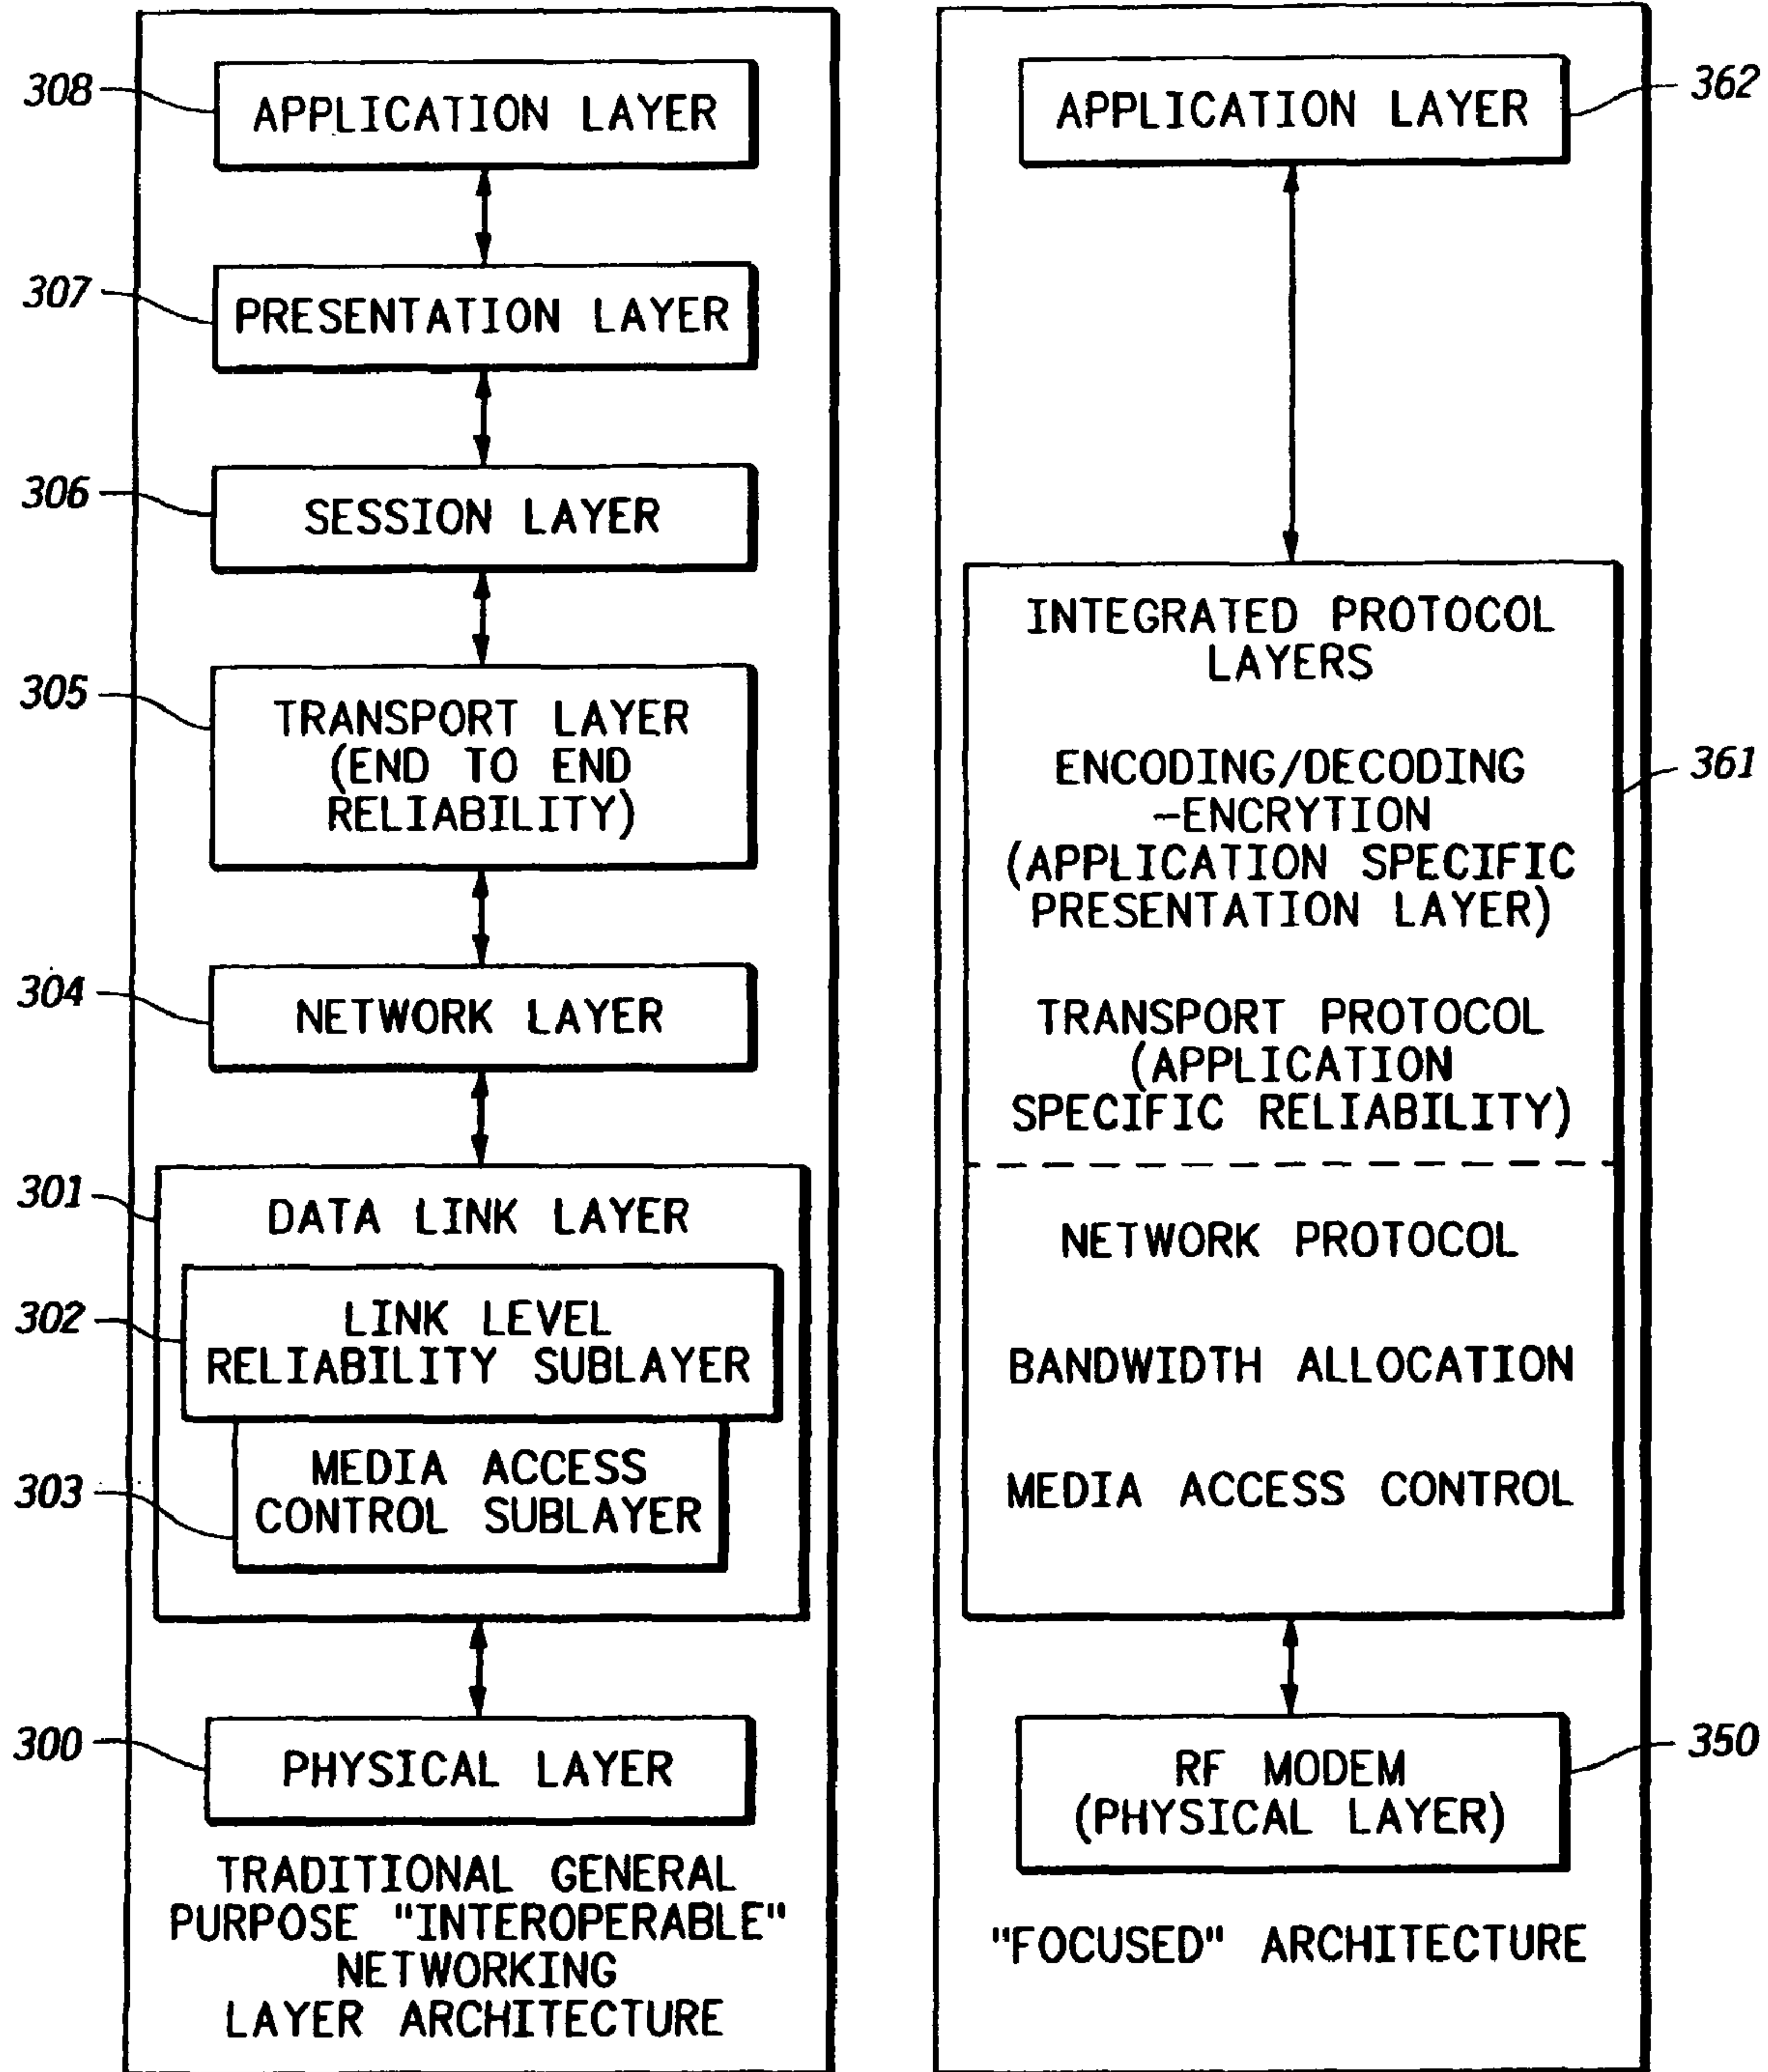 308
APPLICATION LAYER
307
PRESENTATION LAYER
306
SESSION LAYER
305
TRANSPORT LAYER
(END TO END
RELIABILITY)
304
NETWORK LAYER
301
DATA LINK LAYER
302
LINK LEVEL
RELIABILITY SUBLAYER
303
MEDIA ACCESS
CONTROL SUBLAYER
300
PHYSICAL LAYER
TRADITIONAL GENERAL
PURPOSE "INTEROPERABLE"
NETWORKING
LAYER ARCHITECTURE
APPLICATION LAYER
362
INTEGRATED PROTOCOL
LAYERS
361
ENCODING/DECODING
-ENCRYTION
(APPLICATION SPECIFIC
PRESENTATION LAYER)
TRANSPORT PROTOCOL
(APPLICATION
SPECIFIC RELIABILITY)
NETWORK PROTOCOL
BANDWIDTH ALLOCATION
MEDIA ACCESS CONTROL
RF MODEM
(PHYSICAL LAYER)
350
"FOCUSED" ARCHITECTURE